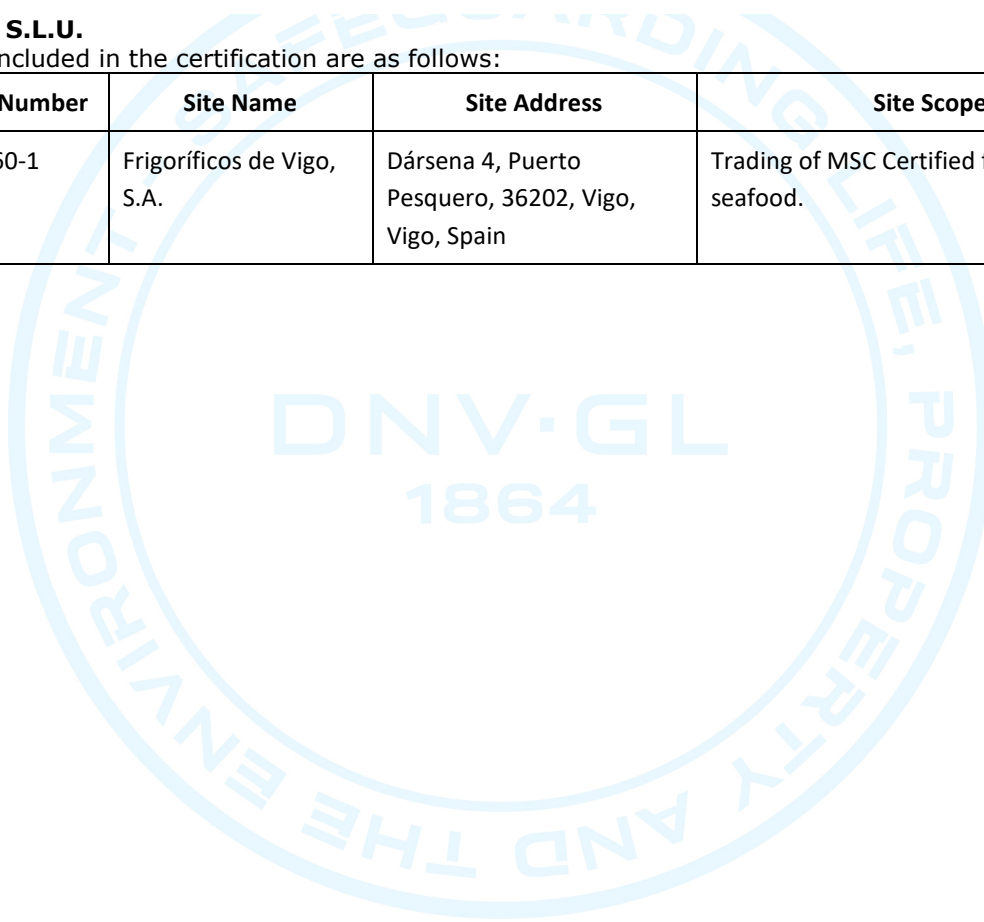 S.L.U.
ncluded in the certification are as follows:
Number Site Name Site Address Site Scope
60-1 Frigoríficos de Vigo, Dársena 4, Puerto Trading of MSC Certified
S.A. Pesquero, 36202, Vigo, seafood.
Vigo, Spain
SAFEGUARDING LIFE, PROPERTY AND THE ENVIRONMENT
DNV·GL
1864